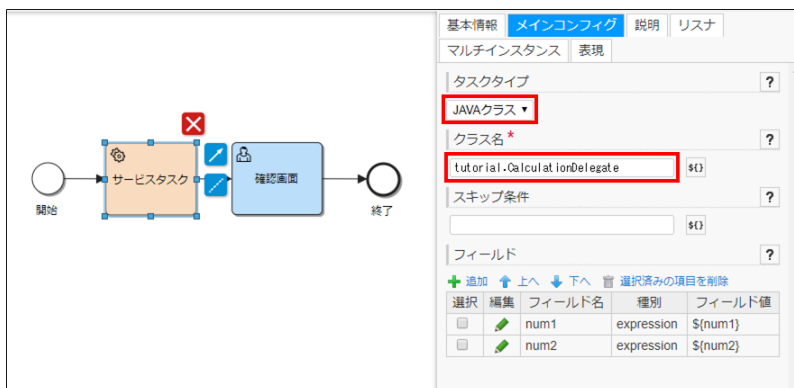 基本情報 メインコンフィグ 説明 リスナ
マルチインスタンス 表現
タスクタイプ ?
JAVAクラス ▼
クラス名 * ?
tutorial.CalculationDelegate ${}
スキップ条件 ?
${}
フィールド ?
追加 上へ 下へ 選択済みの項目を削除
選択 編集 フィールド名 種別 フィールド値
num1 expression ${num1}
num2 expression ${num2}
サービスタスク
確認画面
開始
終了